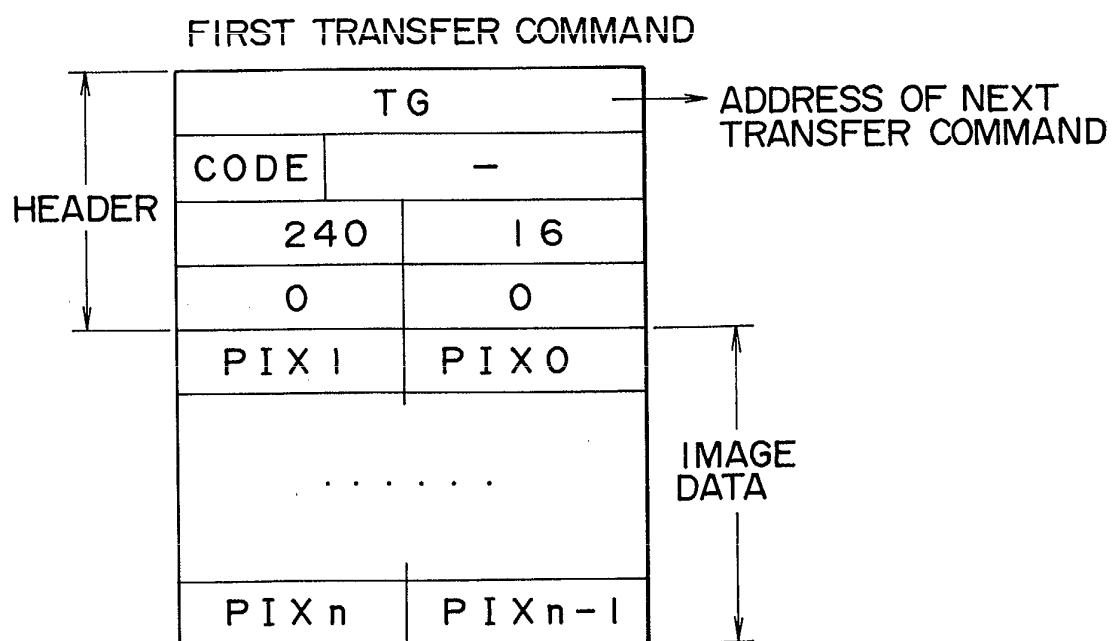 FIRST TRANSFER COMMAND
TG
ADDRESS OF NEXT
TRANSFER COMMAND
CODE -
HEADER
240 16
0 0
PIX1 PIX0
IMAGE
DATA
......
PIXn PIXn-1